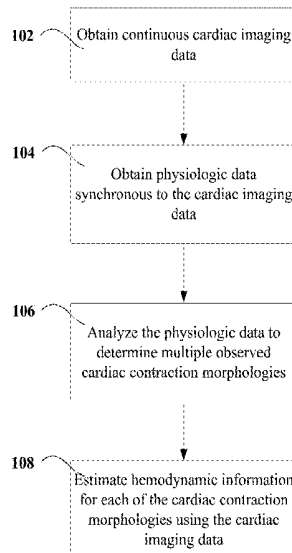 102
Obtain continuous cardiac imaging
data
104
Obtain physiologic data
synchronous to the cardiac imaging
data
106
Analyze the physiologic data to
determine multiple observed
cardiac contraction morphologies
108
Estimate hemodynamic information
for each of the cardiac contraction
morphologies using the cardiac
imaging data